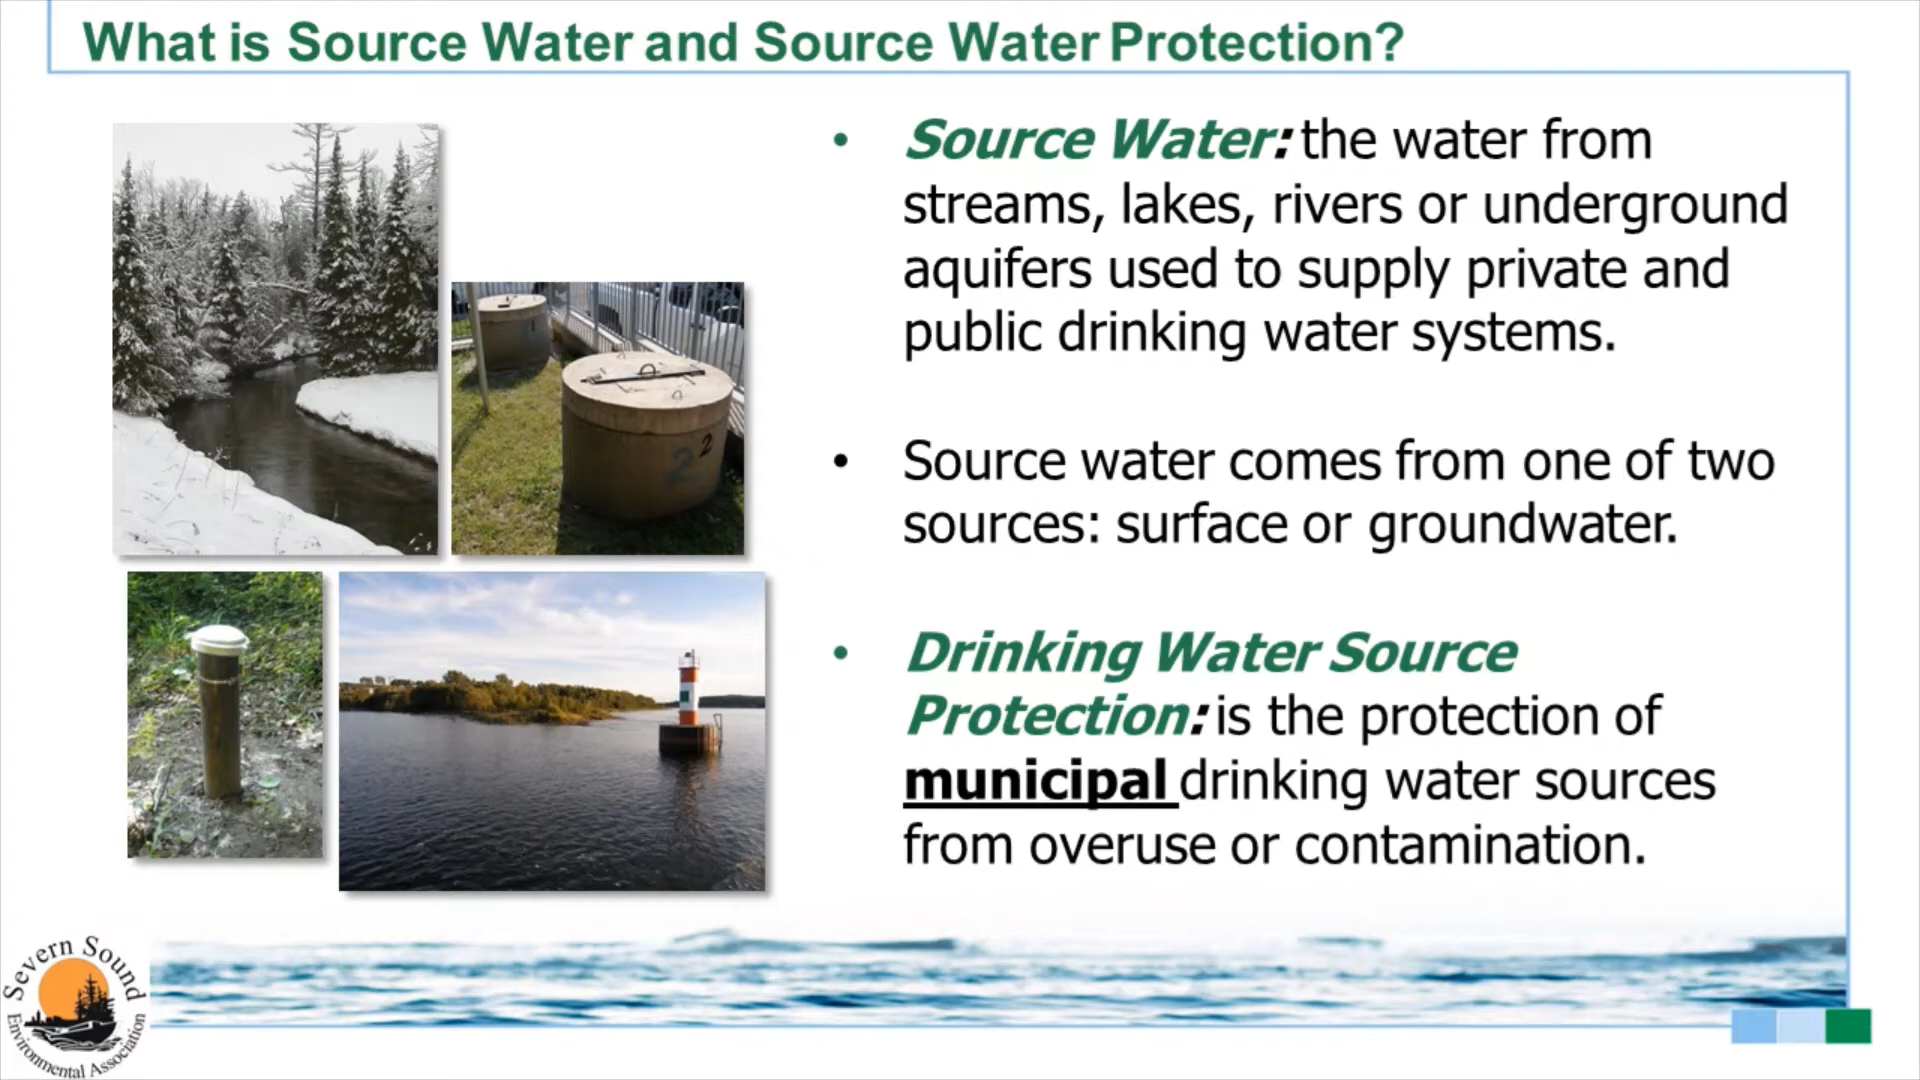 What is Source Water and Source Water Protection?
• Source Water: the water from
streams, lakes, rivers or underground
aquifers used to supply private and
public drinking water systems.
• Source water comes from one of two
sources: surface or groundwater.
• Drinking Water Source
Protection: is the protection of
municipal drinking water sources
from overuse or contamination.
2
2
Severn Sound
Environmental Association